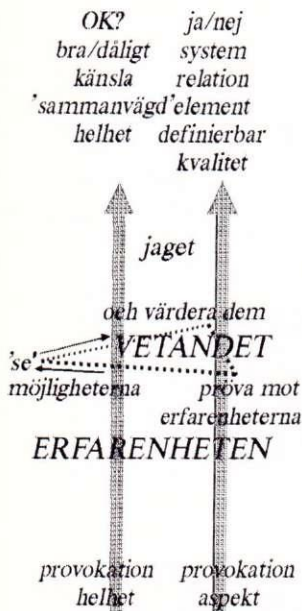 OK? ja/nej
bra/dåligt system
känsla relation
'sammanvägd' element
helhet definierbar
kvalitet
jaget
och värdera dem
'se' VETANDET
möjligheterna pröva mot
erfarenheterna
ERFARENHETEN
provokation provokation
helhet aspekt